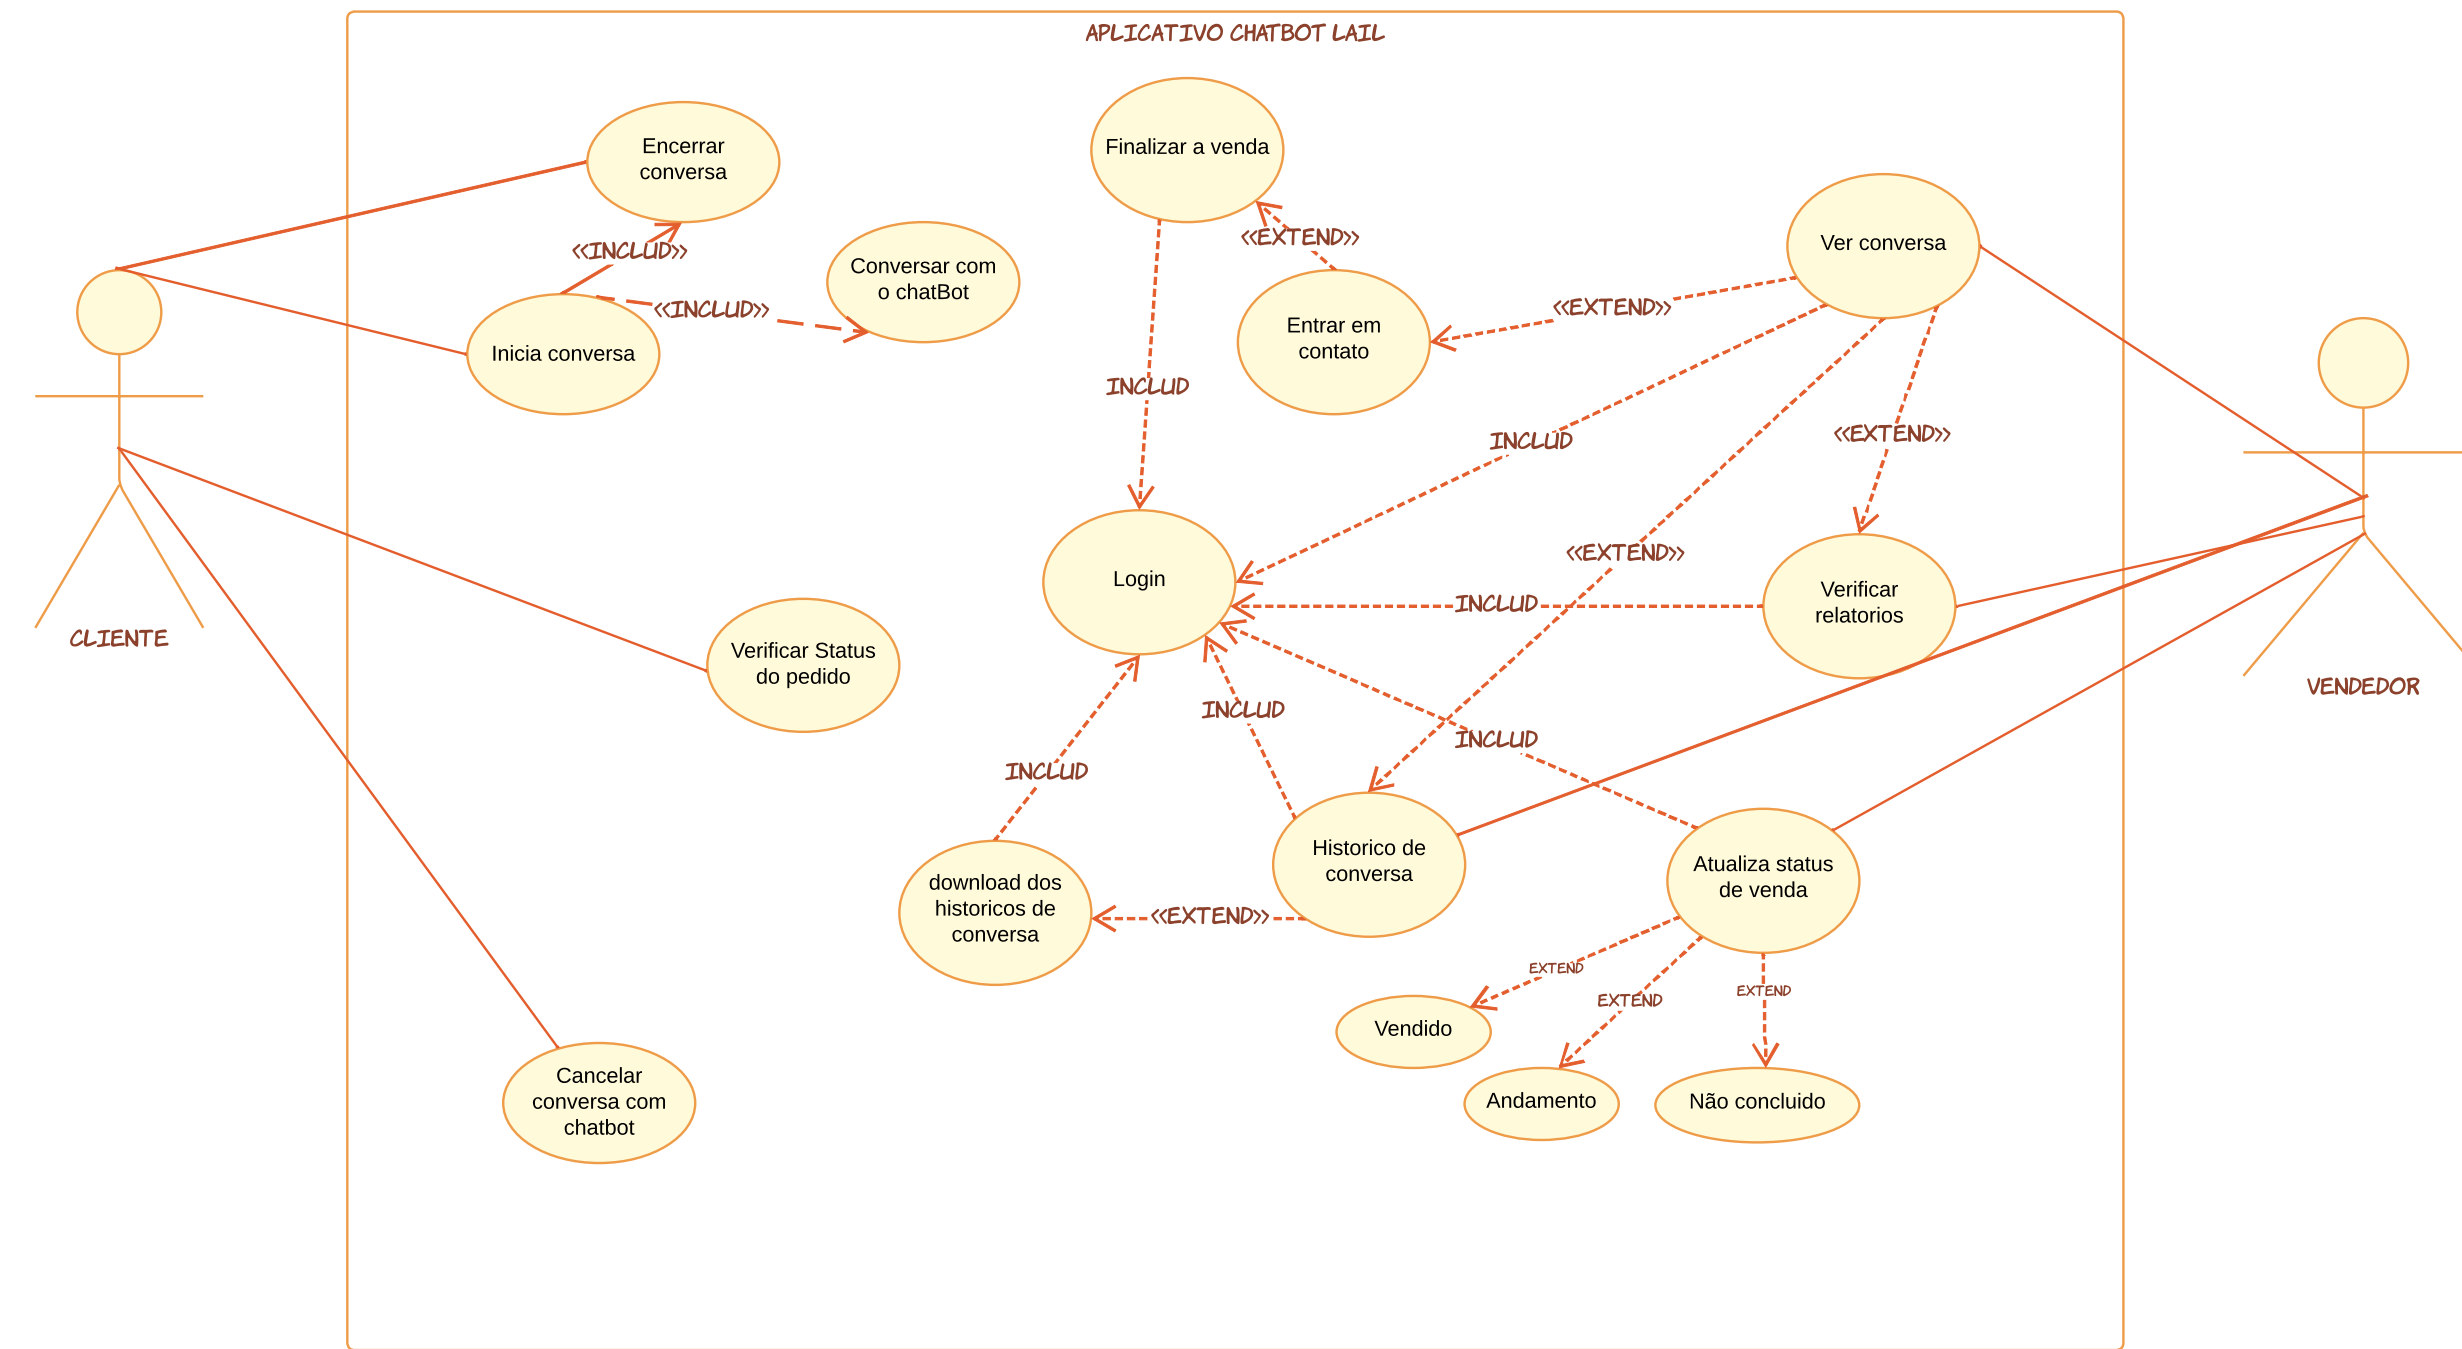 APLICATIVO CHATBOT LAIL
Encerrar
conversa
Finalizar a venda
Ver conversa
<<INCLUD>>
<<EXTEND>>
Conversar com
o chatBot
<<INCLUD>>
<<EXTEND>>
Inicia conversa
Entrar em
contato
INCLUD
INCLUD
<<EXTEND>>
<<EXTEND>>
Login
Verificar
relatorios
INCLUD
CLIENTE
Verificar Status
do pedido
VENDEDOR
INCLUD
INCLUD
INCLUD
Historico de
conversa
Atualiza status
de venda
download dos
historicos de
conversa
<<EXTEND>>
EXTEND
EXTEND
EXTEND
Vendido
Andamento
Não concluido
Cancelar
conversa com
chatbot